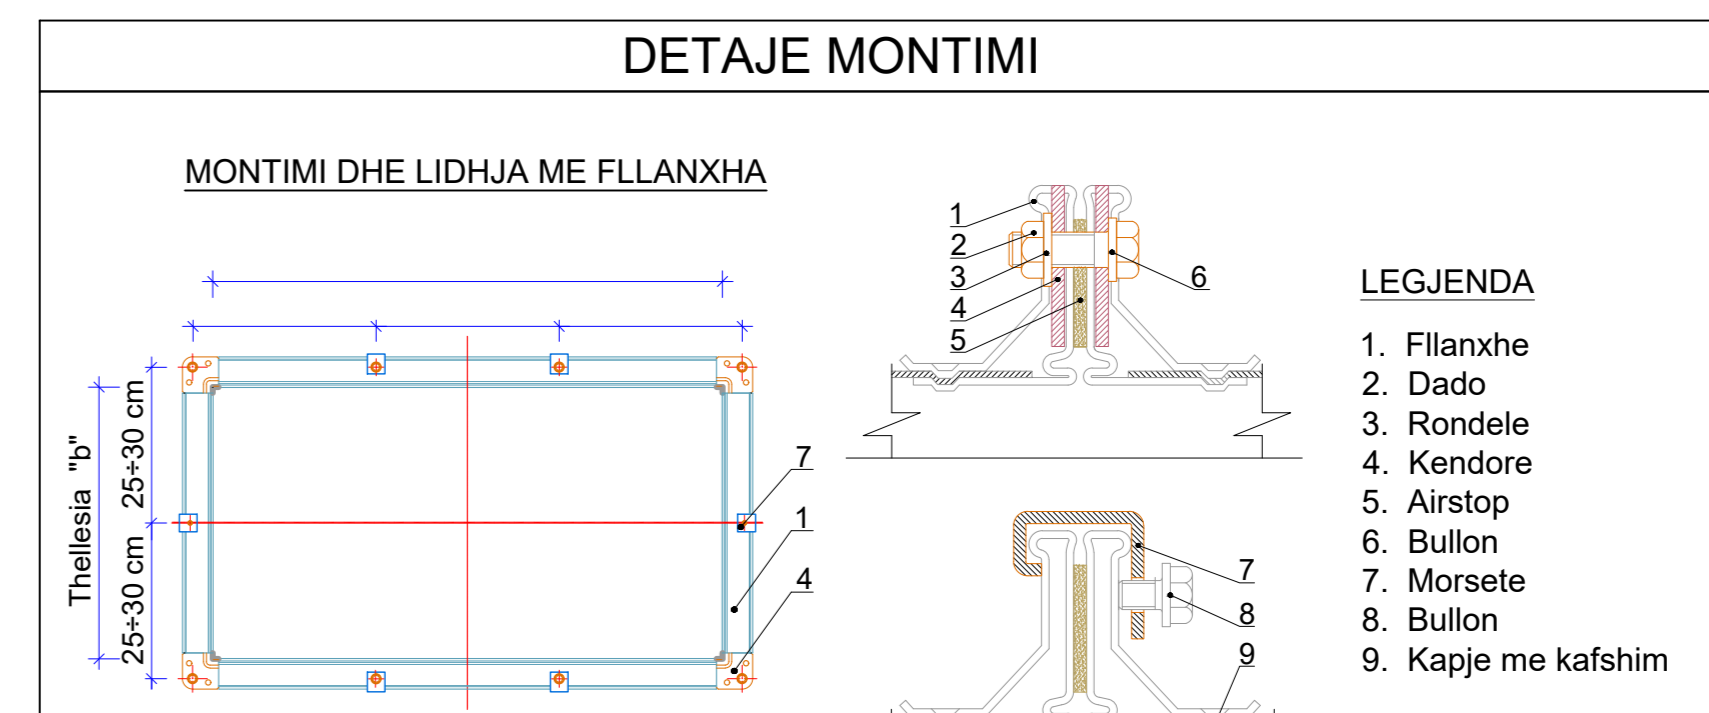 DETAJE MONTIMI
MONTIMI DHE LIDHJA ME FLLANXHA
Thellesia "b"
25÷30 cm
25÷30 cm
7
1
4
1
2
3
4
5
6
7
8
9
LEGJENDA
1. Fllanxhe
2. Dado
3. Rondele
4. Kendore
5. Airstop
6. Bullon
7. Morsete
8. Bullon
9. Kapje me kafshim